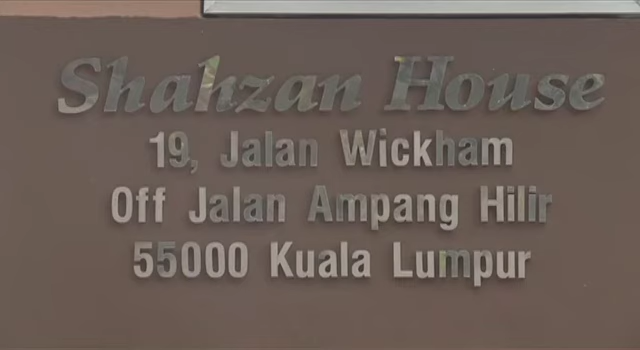 Shahzan House
19, Jalan Wickham
Off Jalan Ampang Hilir
55000 Kuala Lumpur